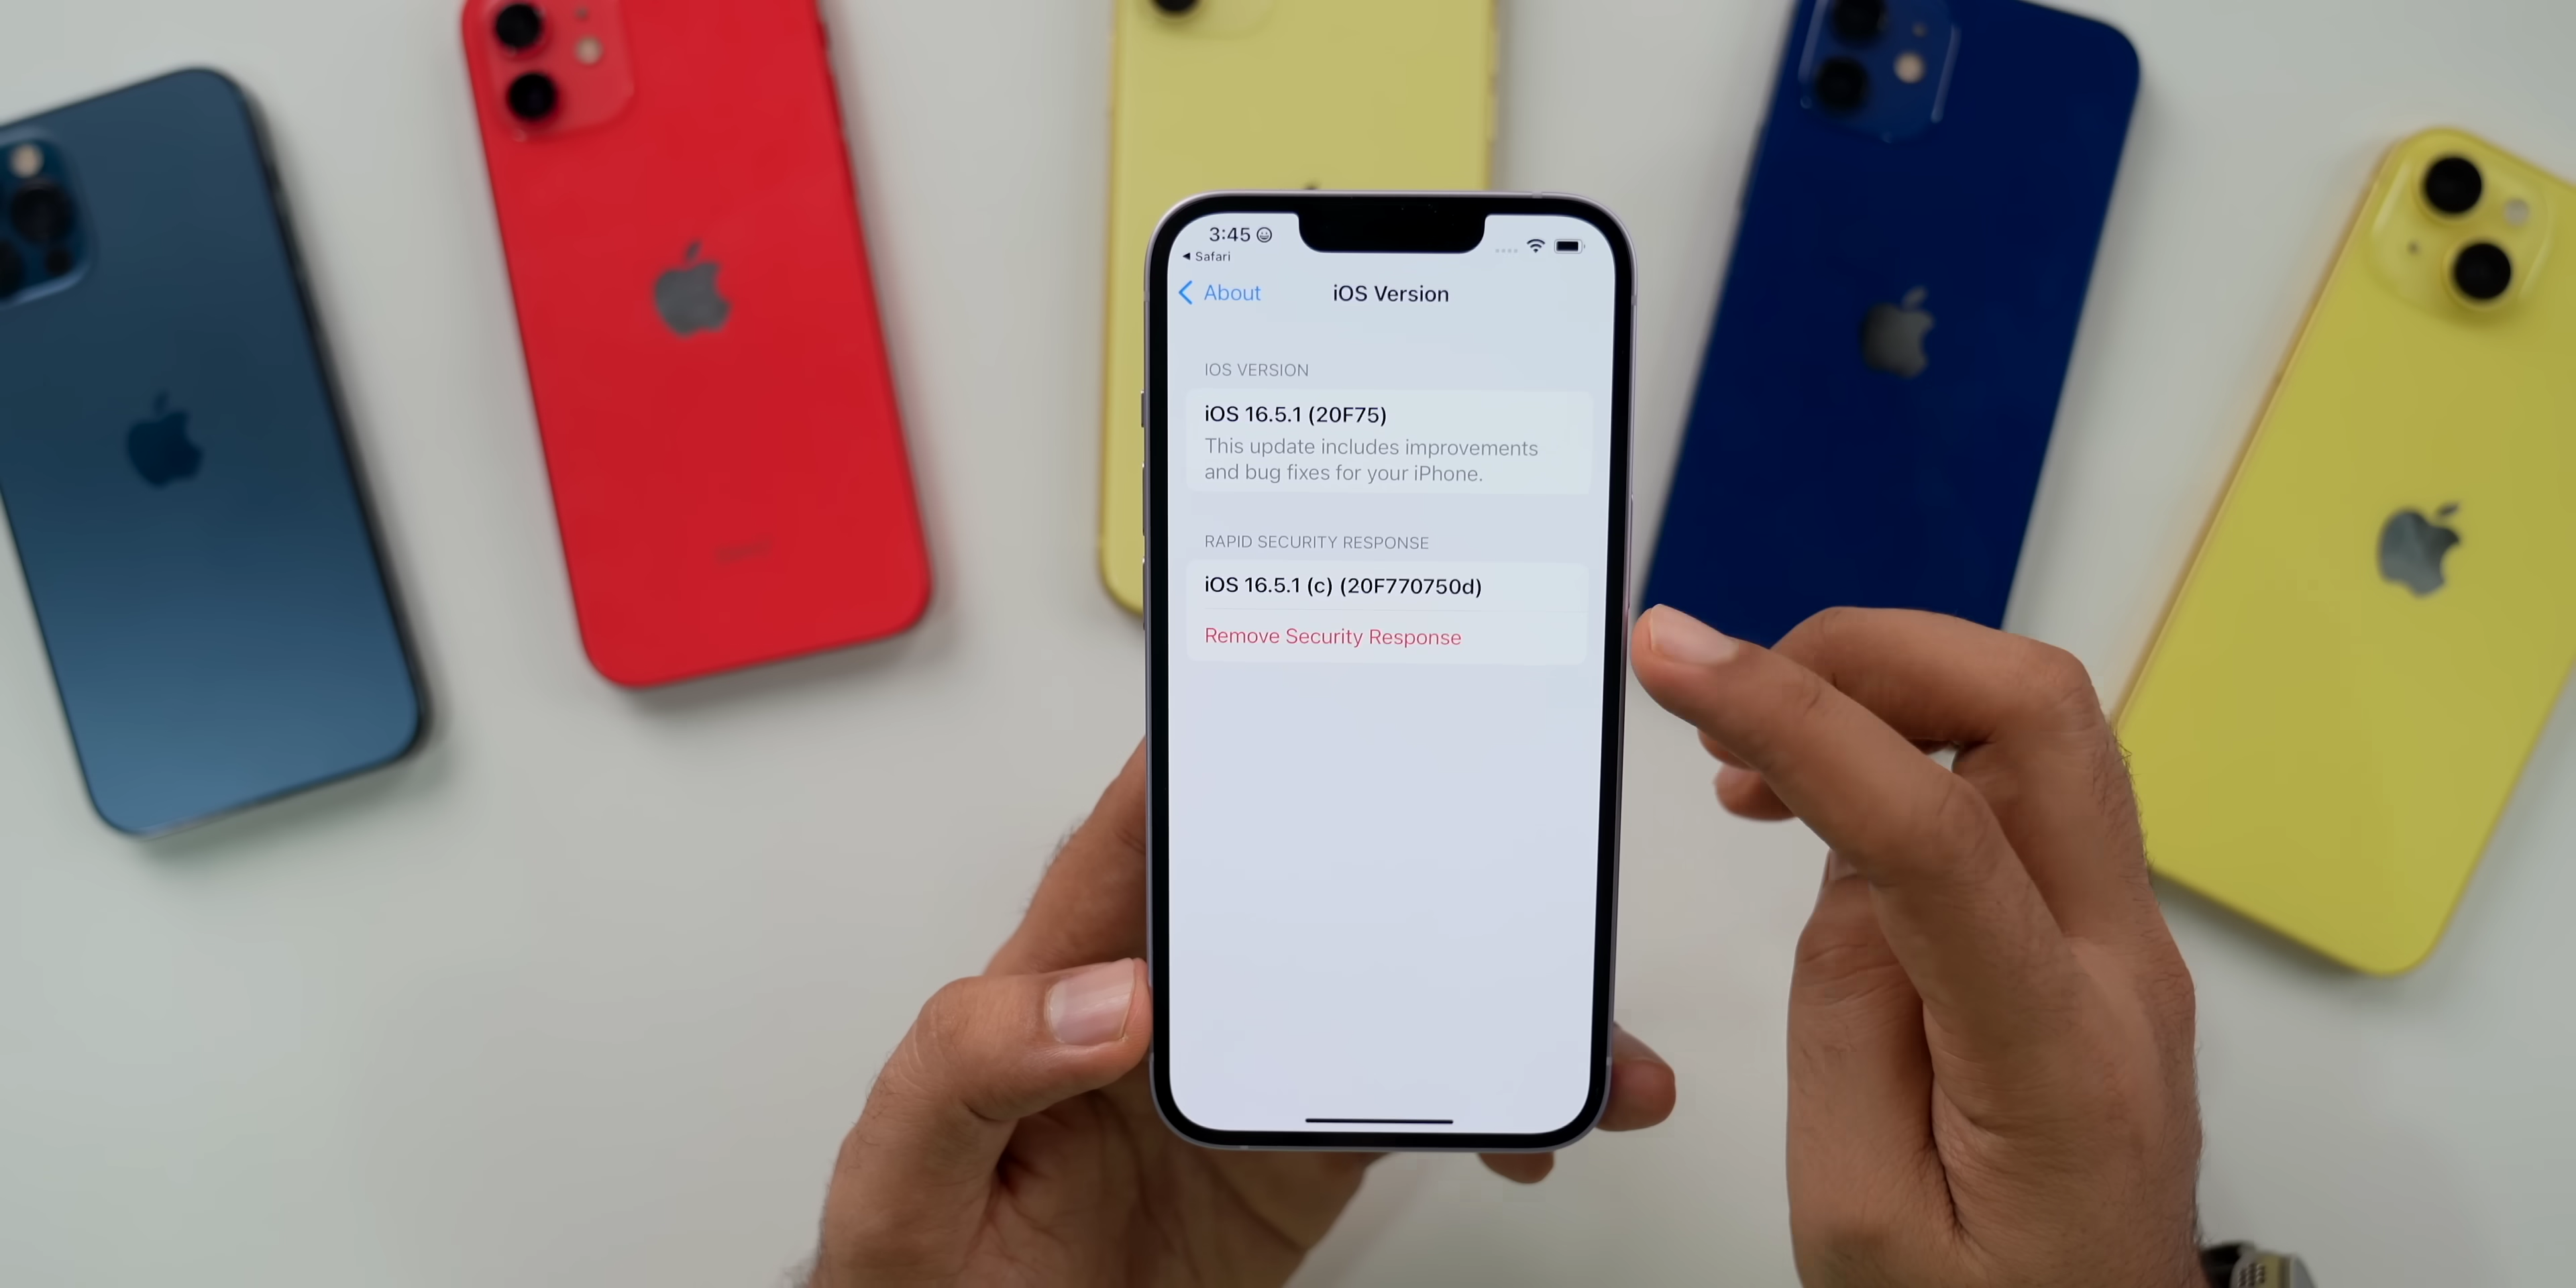 3:45
Safari
About
iOS Version
IOS VERSION
iOS 16.5.1 (20F75)
This update includes improvements
and bug fixes for your iPhone.
RAPID SECURITY RESPONSE
iOS 16.5.1 (c) (20F770750d)
Remove Security Response